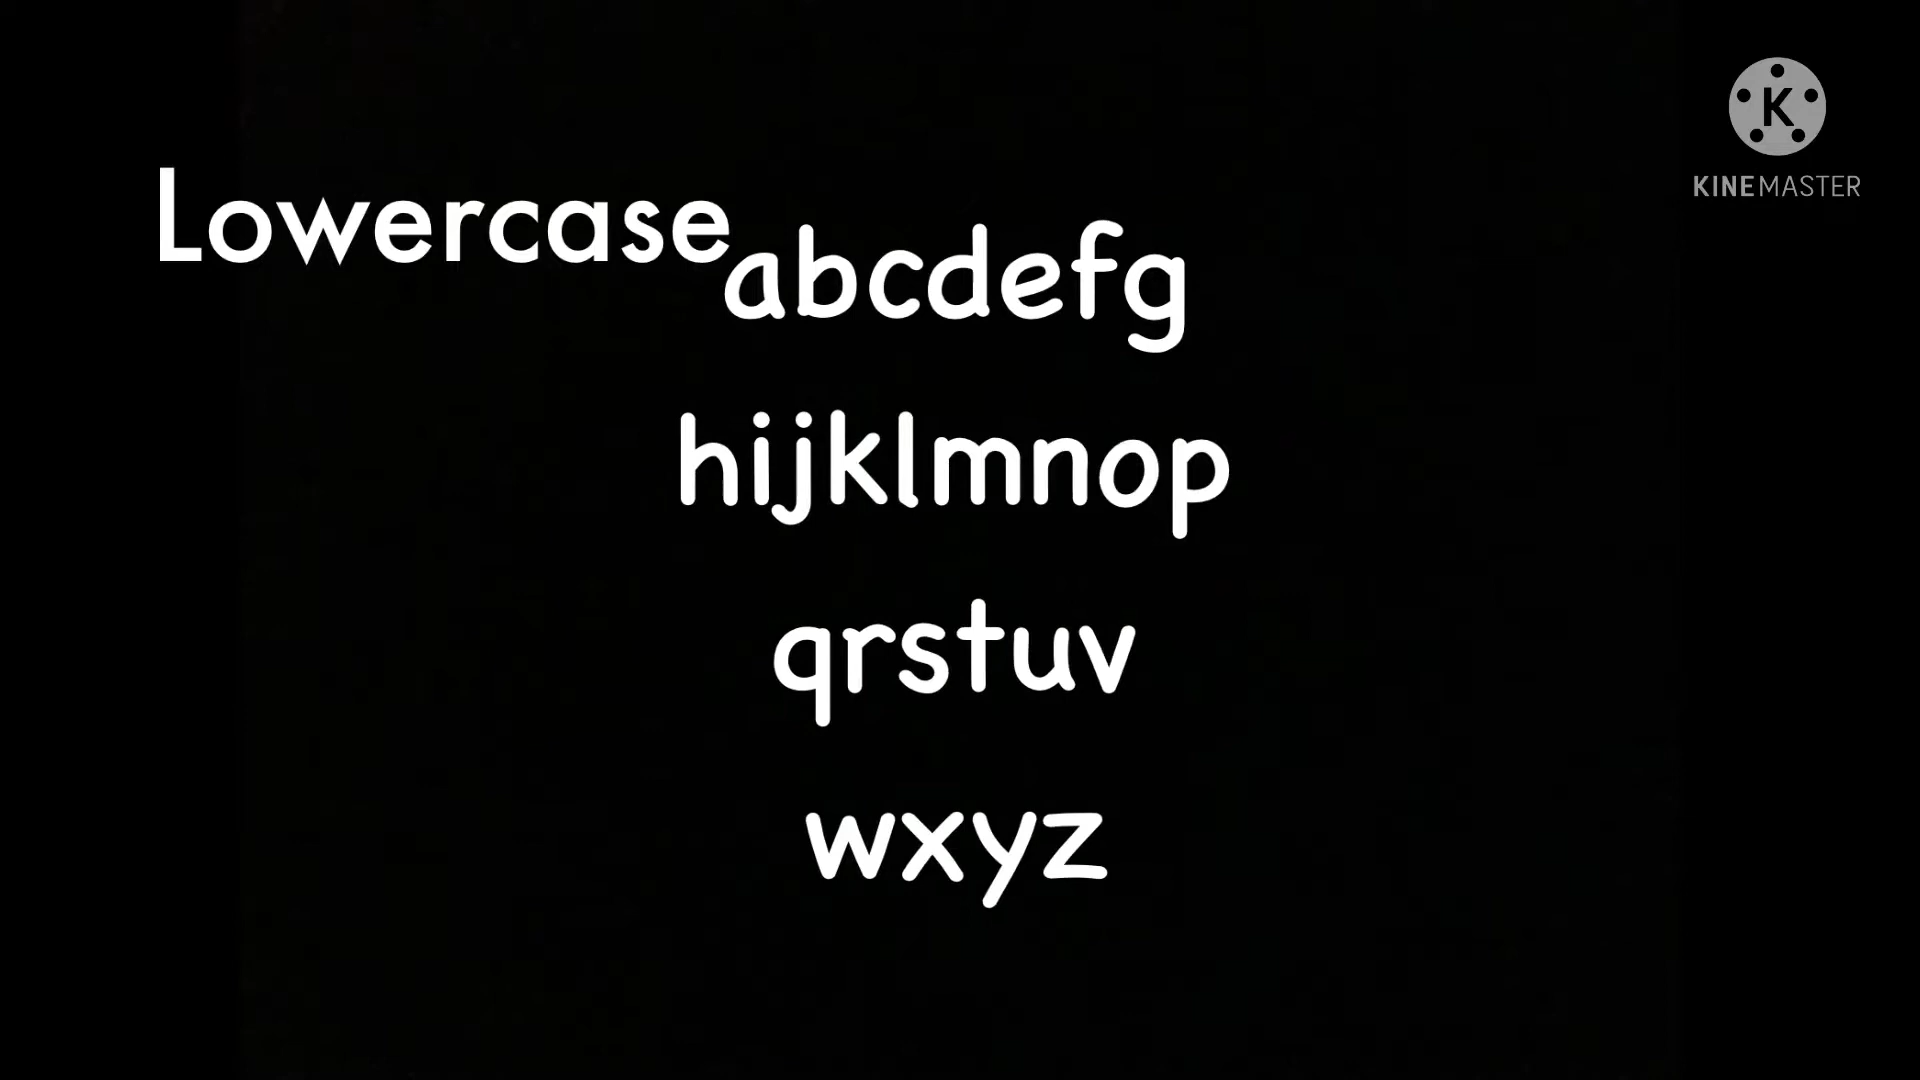 Lowercase
abcdefg
hijklmnop
qrstuv
wxyz
K
KINEMASTER